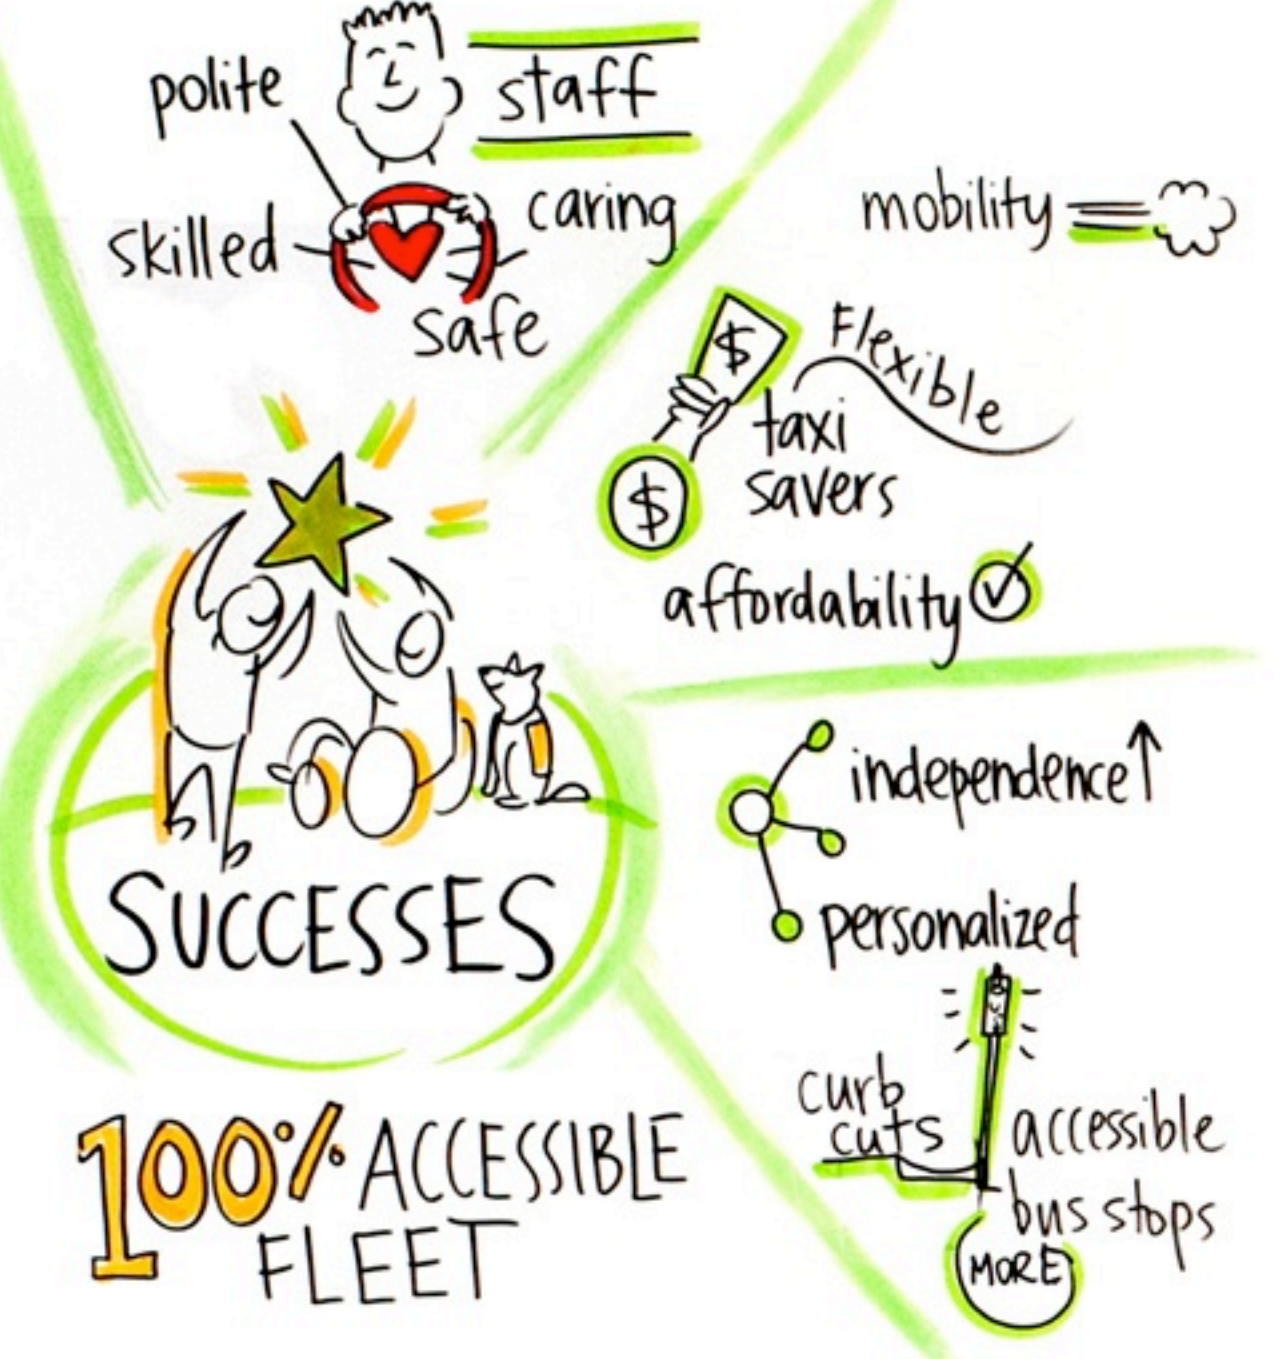 polite
staff
skilled
caring
safe
mobility
$
Flexible
taxi
savers
$
affordability
independence↑
personalized
SUCCESSES
curb
cuts
accessible
bus stops
MORE
100% ACCESSIBLE
FLEET